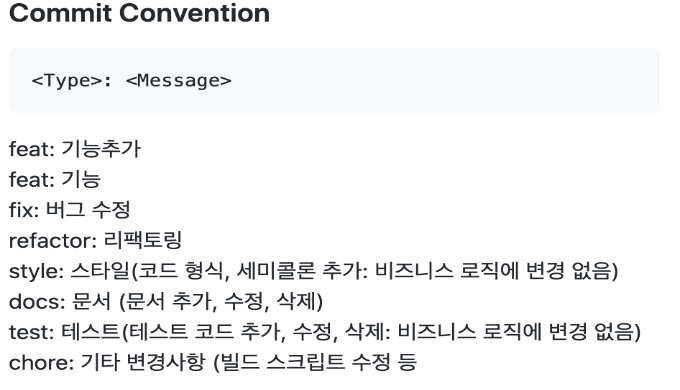 Commit Convention
<Type>: <Message>
feat: 기능추가
feat: 기능
fix: 버그 수정
refactor: 리팩토링
style: 스타일(코드 형식, 세미콜론 추가: 비즈니스 로직에 변경 없음)
docs: 문서 (문서 추가, 수정, 삭제)
test: 테스트(테스트 코드 추가, 수정, 삭제: 비즈니스 로직에 변경 없음)
chore: 기타 변경사항 (빌드 스크립트 수정 등